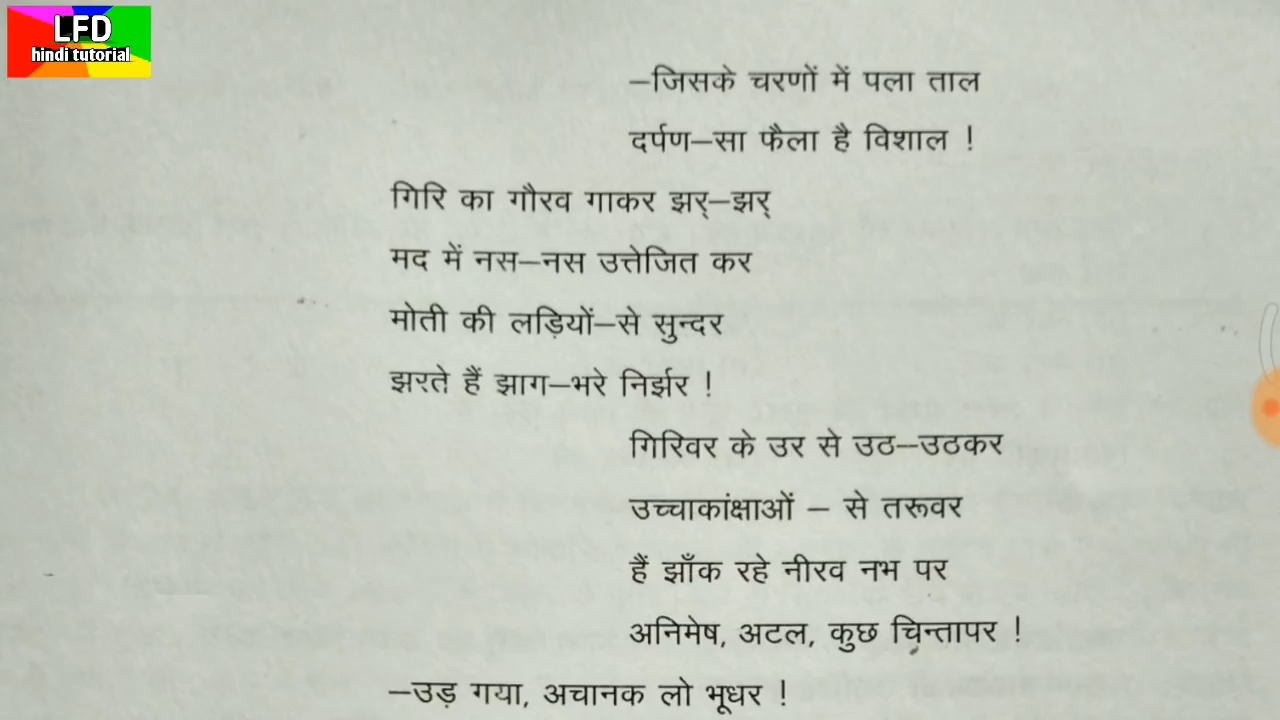 LFD
hindi tutorial
–जिसके चरणों में पला ताल
दर्पण–सा फैला है विशाल !
गिरि का गौरव गाकर झर्–झर्
मद में नस–नस उत्तेजित कर
मोती की लड़ियों–से सुन्दर
झरते हैं झाग–भरे निर्झर !
गिरिवर के उर से उठ–उठकर
उच्चाकांक्षाओं – से तरूवर
हैं झाँक रहे नीरव नभ पर
अनिमेष, अटल, कुछ चिन्तापर !
–उड़ गया, अचानक लो भूधर !